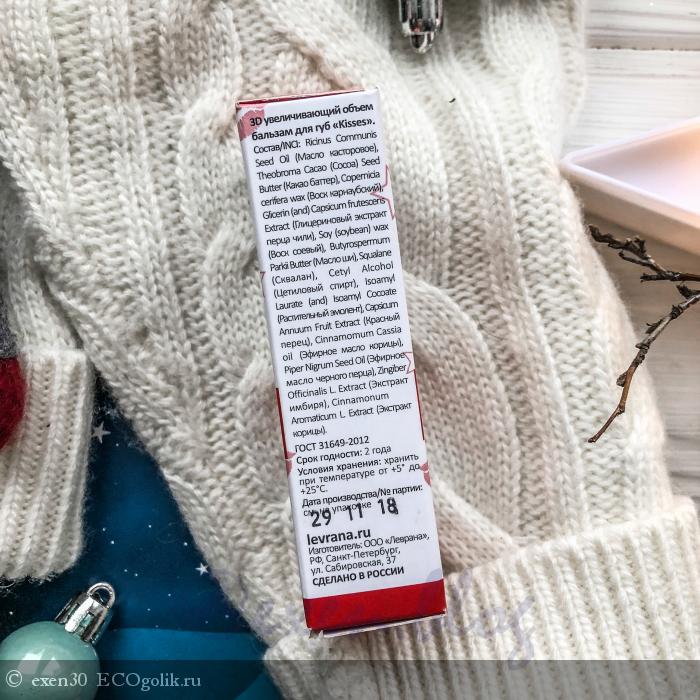 3D увеличивающий объем
бальзам для губ «Kisses».
Состав/INCI: Ricinus Communis
Seed Oil (Масло касторовое),
Theobroma Cacao (Cocoa) Seed
Butter (Какао баттер), Copernicia
cerifera wax (Воск карнаубский),
Glicerin (and) Capsicum frutescens
Extract (Глицериновый экстракт
перца чили), Soy (soybean) wax
(Воск соевый), Butyrospermum
Parkii Butter (Масло ши), Squalane
(Сквалан), Cetyl Alcohol
(Цетиловый спирт), Isoamyl
Laurate (and) Isoamyl Cocoate
(Растительный эмолент), Capsicum
Annuum Fruit Extract (Красный
перец), Cinnamomum Cassia
oil (Эфирное масло корицы),
Piper Nigrum Seed Oil (Эфирное
масло черного перца), Zingiber
Officinalis L. Extract (Экстракт
имбиря), Cinnamonum
Aromaticum L. Extract (Экстракт
корицы).
ГОСТ 31649-2012
Срок годности: 2 года
Условия хранения: хранить
при температуре от +5° до
+25°С.
Дата производства/№ партии:
см. на упаковке
29 11 18
levrana.ru
Изготовитель: ООО «Леврана»,
РФ, Санкт-Петербург,
ул. Сабировская, 37
СДЕЛАНО В РОССИИ
© exen30 ECOgolik.ru